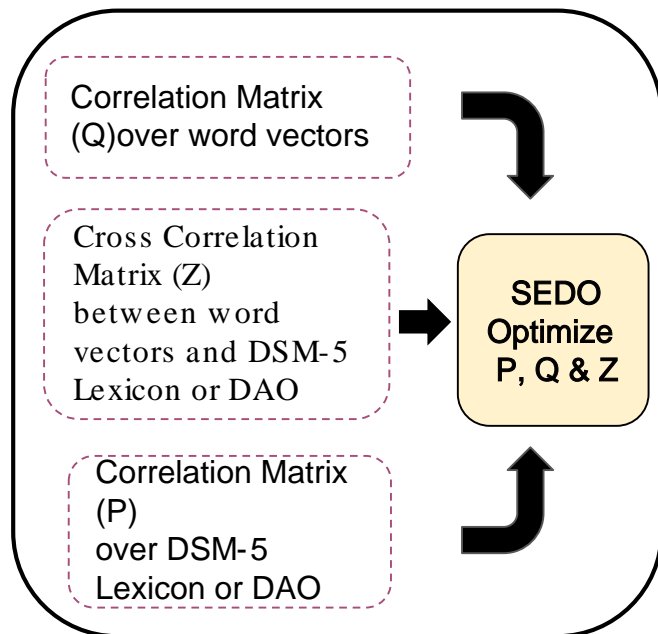 Correlation Matrix
(Q)over word vectors
Cross Correlation
Matrix (Z)
between word
vectors and DSM-5
Lexicon or DAO
SEDO
Optimize
P, Q & Z
Correlation Matrix
(P)
over DSM-5
Lexicon or DAO